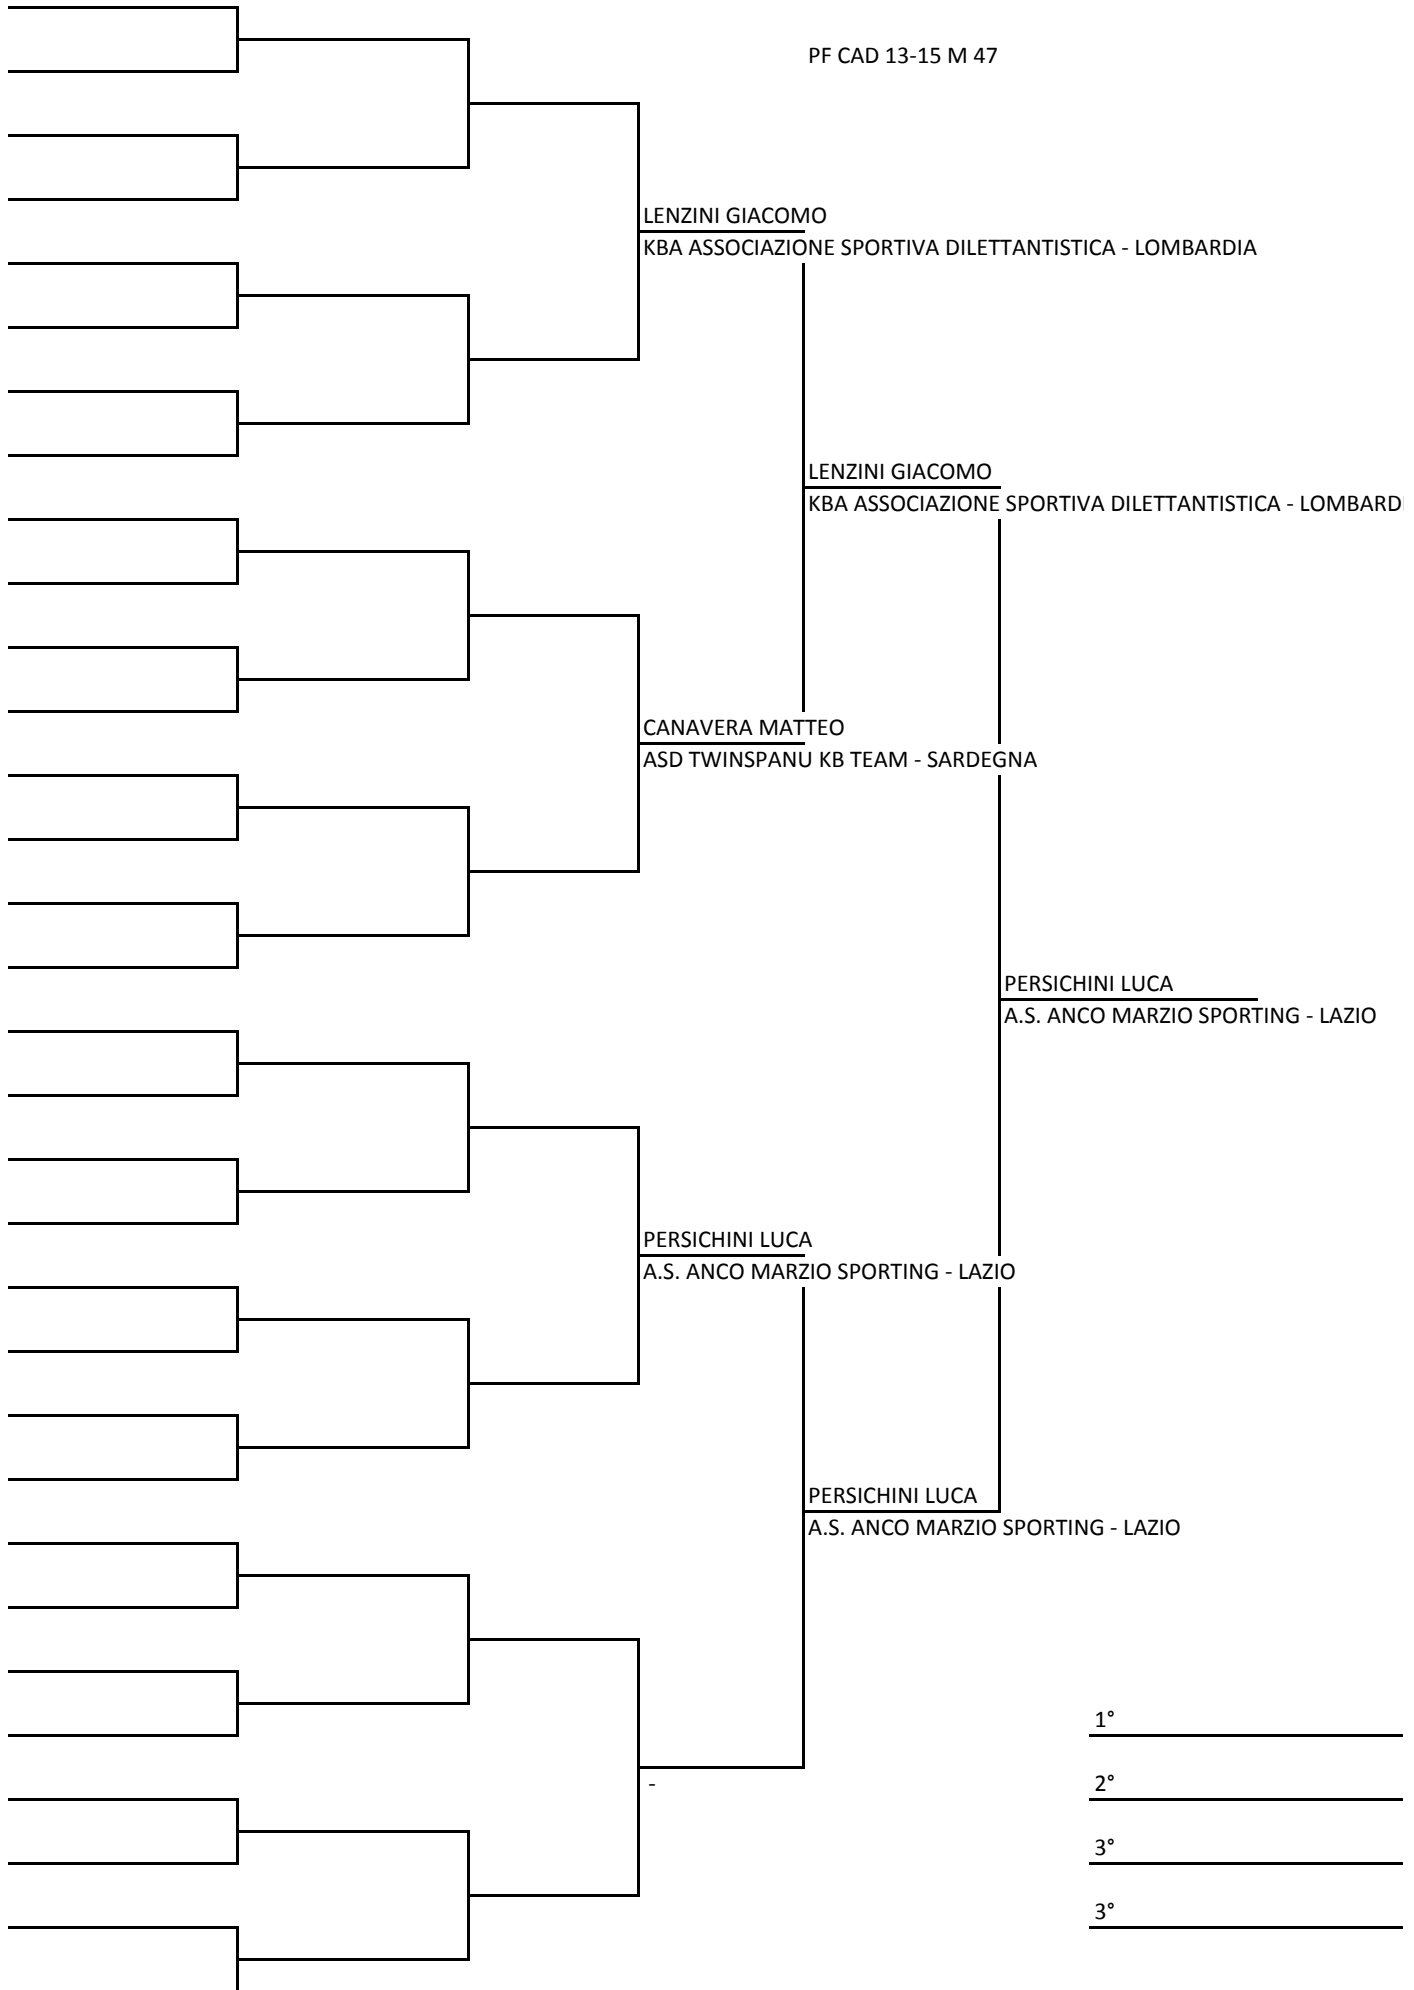 PF CAD 13-15 M 47
LENZINI GIACOMO
KBA ASSOCIAZIONE SPORTIVA DILETTANTISTICA - LOMBARDIA
LENZINI GIACOMO
KBA ASSOCIAZIONE SPORTIVA DILETTANTISTICA - LOMBARDI
CANAVERA MATTEO
ASD TWINSPANU KB TEAM - SARDEGNA
PERSICHINI LUCA
A.S. ANCO MARZIO SPORTING - LAZIO
PERSICHINI LUCA
A.S. ANCO MARZIO SPORTING - LAZIO
PERSICHINI LUCA
A.S. ANCO MARZIO SPORTING - LAZIO
1°
-
2°
3°
3°